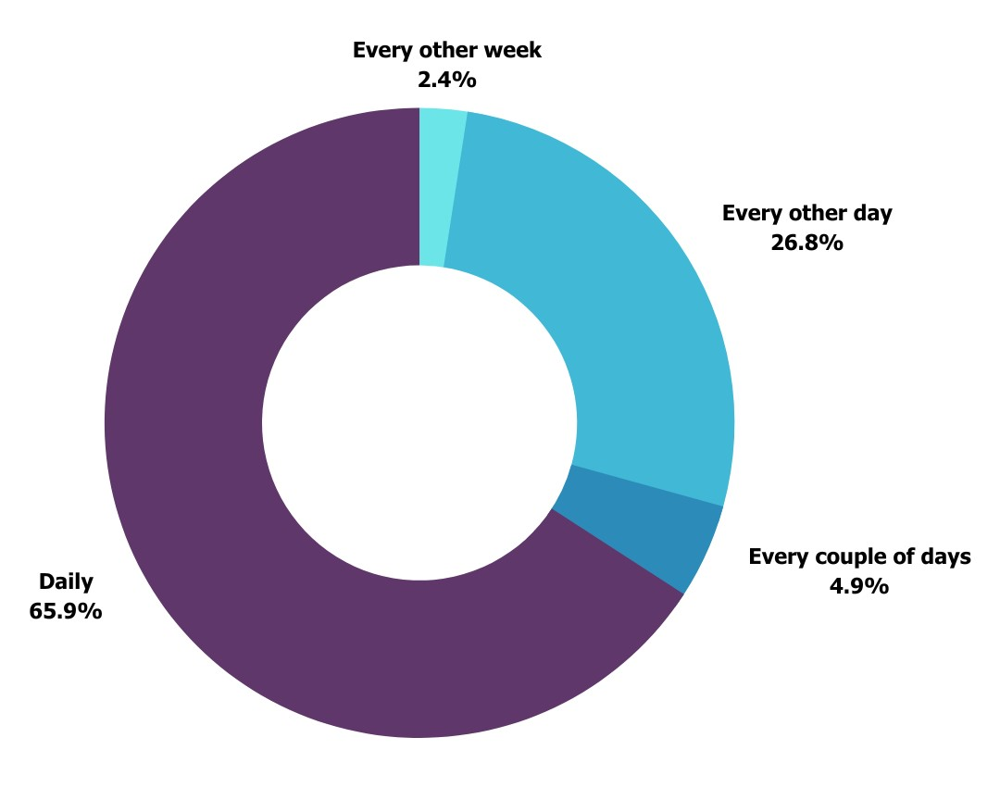 Every other week
2.4%
Every other day
26.8%
Every couple of days
4.9%
Daily
65.9%